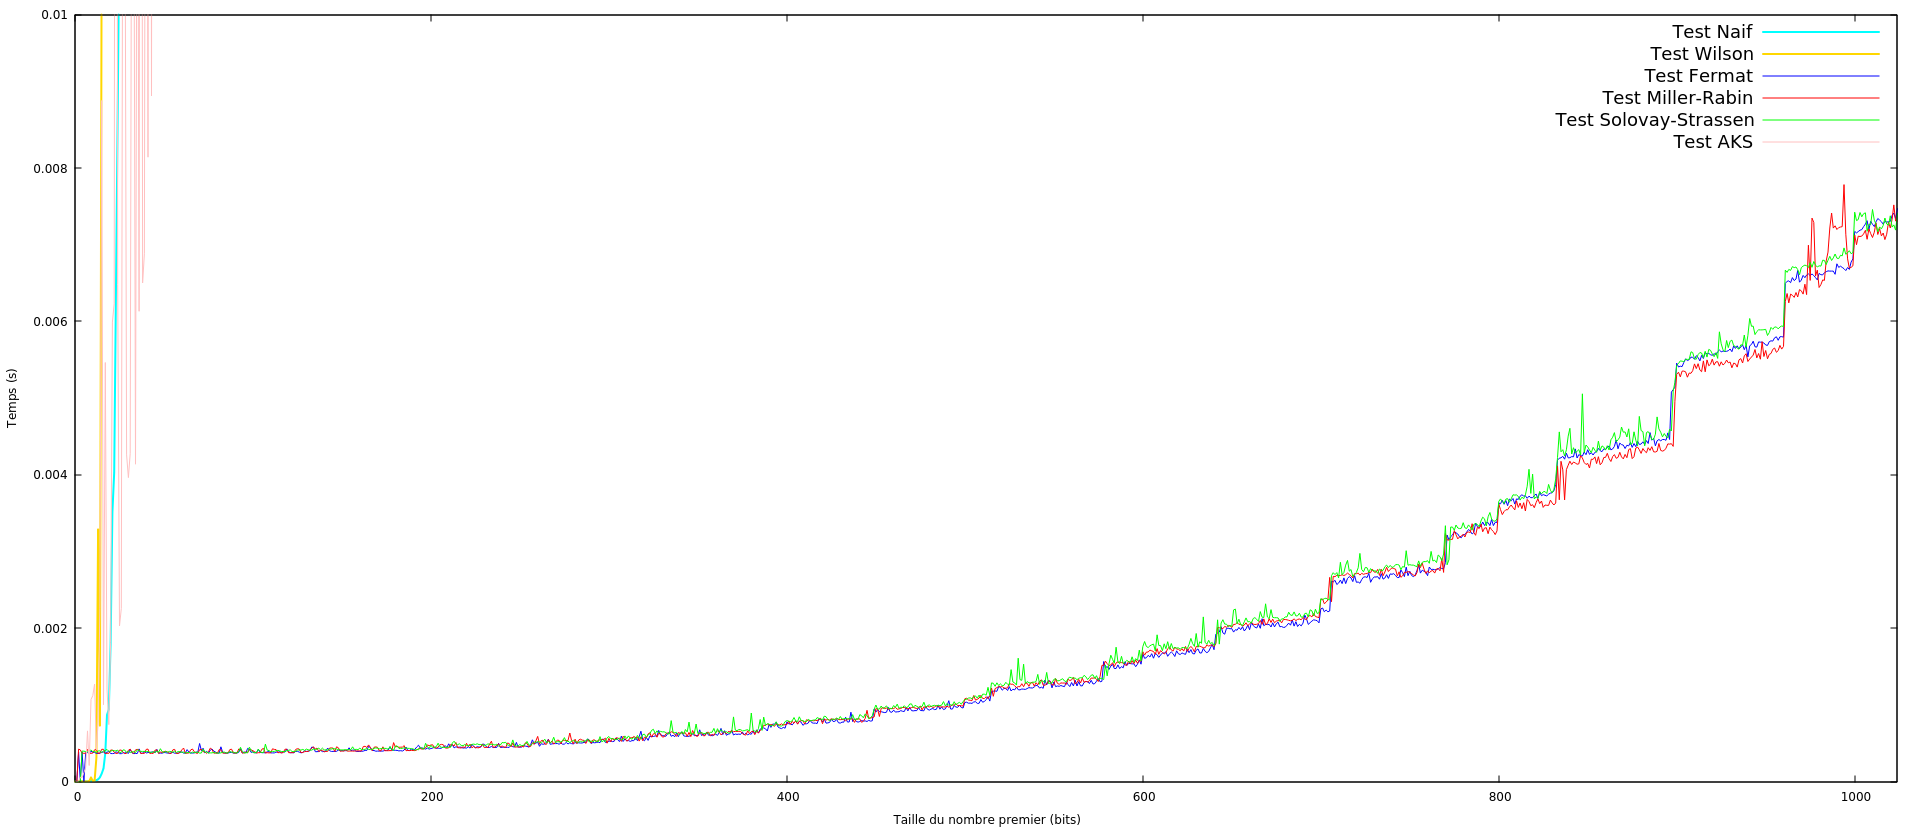 0.01
0.008
0.006
0.004
0.002
0
Temps (s)
Test Naif
Test Wilson
Test Fermat
Test Miller-Rabin
Test Solovay-Strassen
Test AKS
0 200 400 600 800 1000
Taille du nombre premier (bits)